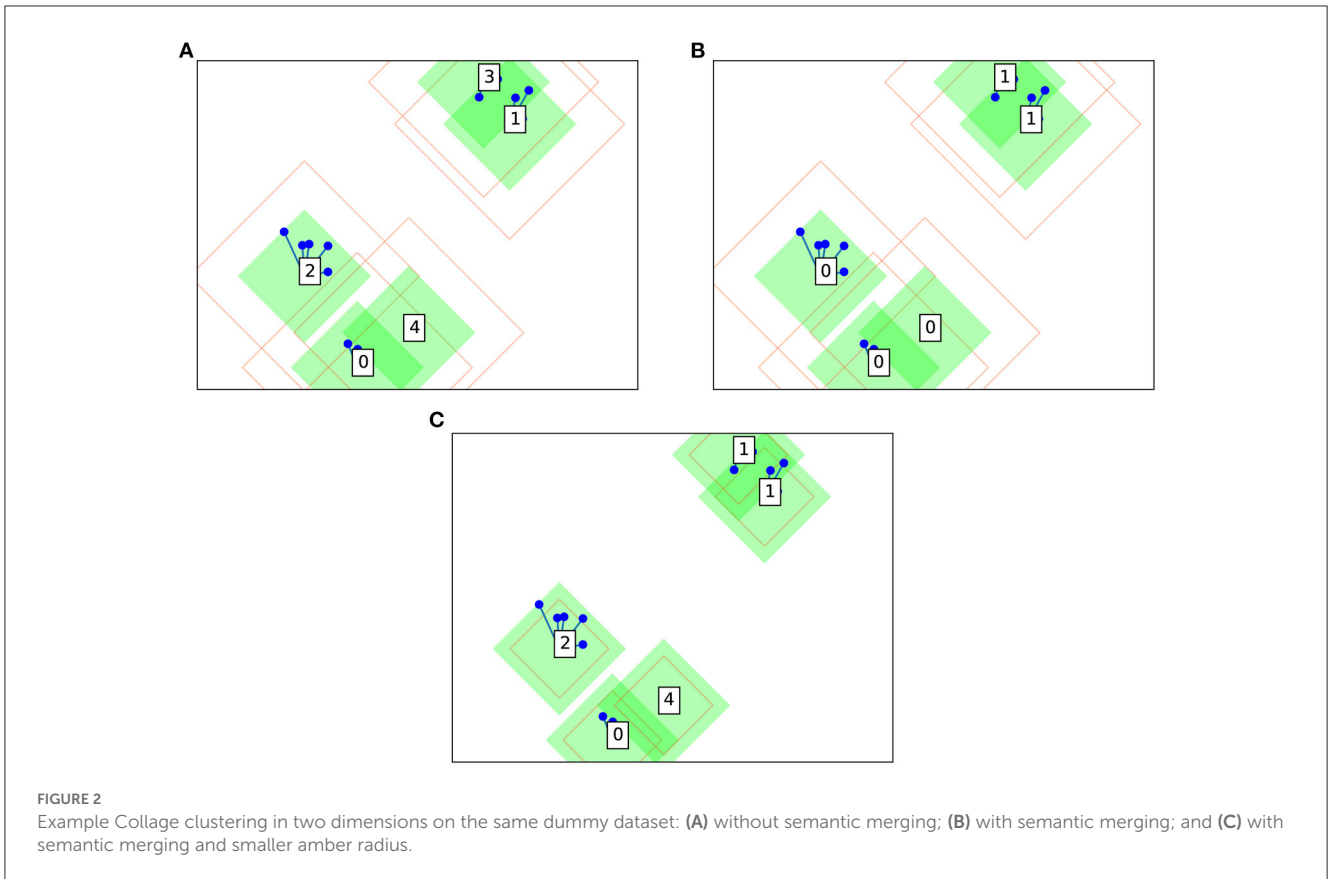 A
B
3
1
2
4
0
1
1
0
0
0
C
1
1
2
4
0
FIGURE 2
Example Collage clustering in two dimensions on the same dummy dataset: (A) without semantic merging; (B) with semantic merging; and (C) with
semantic merging and smaller amber radius.